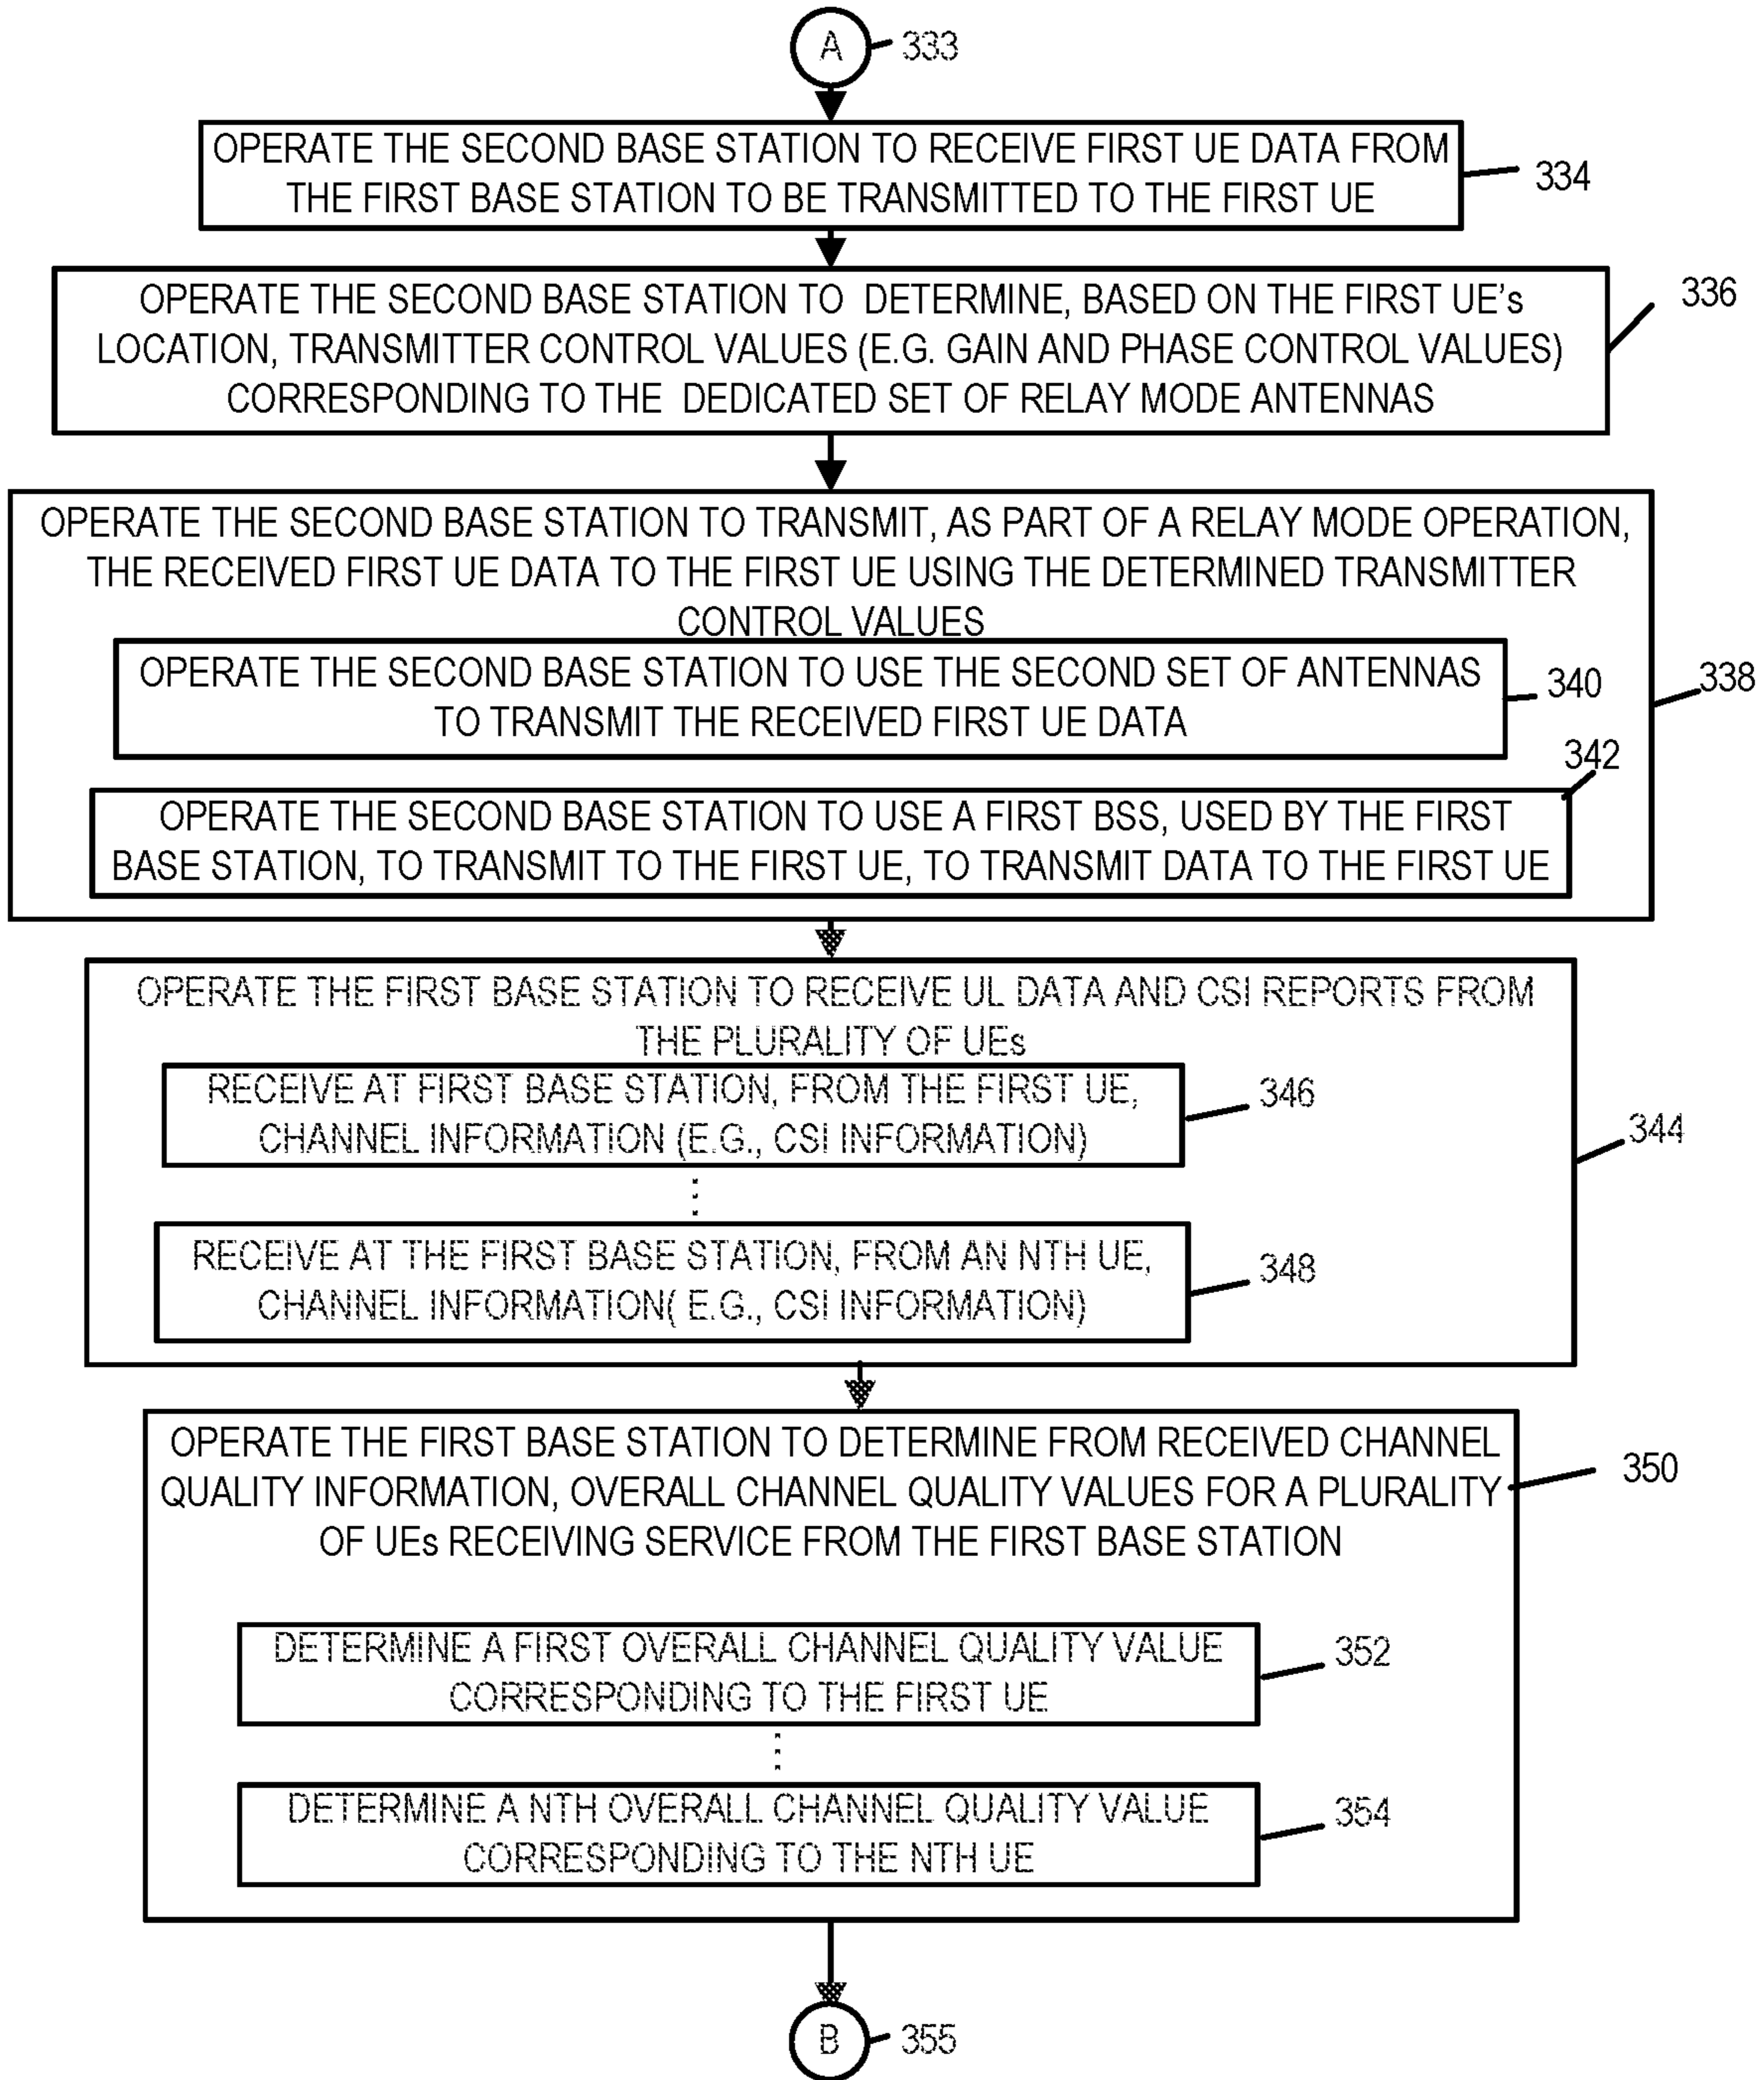 A
333
OPERATE THE SECOND BASE STATION TO RECEIVE FIRST UE DATA FROM
THE FIRST BASE STATION TO BE TRANSMITTED TO THE FIRST UE
334
OPERATE THE SECOND BASE STATION TO DETERMINE, BASED ON THE FIRST UE's
LOCATION, TRANSMITTER CONTROL VALUES (E.G. GAIN AND PHASE CONTROL VALUES)
CORRESPONDING TO THE DEDICATED SET OF RELAY MODE ANTENNAS
336
OPERATE THE SECOND BASE STATION TO TRANSMIT, AS PART OF A RELAY MODE OPERATION,
THE RECEIVED FIRST UE DATA TO THE FIRST UE USING THE DETERMINED TRANSMITTER
CONTROL VALUES
OPERATE THE SECOND BASE STATION TO USE THE SECOND SET OF ANTENNAS
TO TRANSMIT THE RECEIVED FIRST UE DATA
340
338
342
OPERATE THE SECOND BASE STATION TO USE A FIRST BSS, USED BY THE FIRST
BASE STATION, TO TRANSMIT TO THE FIRST UE, TO TRANSMIT DATA TO THE FIRST UE
OPERATE THE FIRST BASE STATION TO RECEIVE UL DATA AND CSI REPORTS FROM
THE PLURALITY OF UEs
RECEIVE AT FIRST BASE STATION, FROM THE FIRST UE,
CHANNEL INFORMATION (E.G., CSI INFORMATION)
346
344
RECEIVE AT THE FIRST BASE STATION, FROM AN NTH UE,
CHANNEL INFORMATION( E.G., CSI INFORMATION)
348
OPERATE THE FIRST BASE STATION TO DETERMINE FROM RECEIVED CHANNEL
QUALITY INFORMATION, OVERALL CHANNEL QUALITY VALUES FOR A PLURALITY
OF UEs RECEIVING SERVICE FROM THE FIRST BASE STATION
350
DETERMINE A FIRST OVERALL CHANNEL QUALITY VALUE
CORRESPONDING TO THE FIRST UE
352
DETERMINE A NTH OVERALL CHANNEL QUALITY VALUE
CORRESPONDING TO THE NTH UE
354
B
355